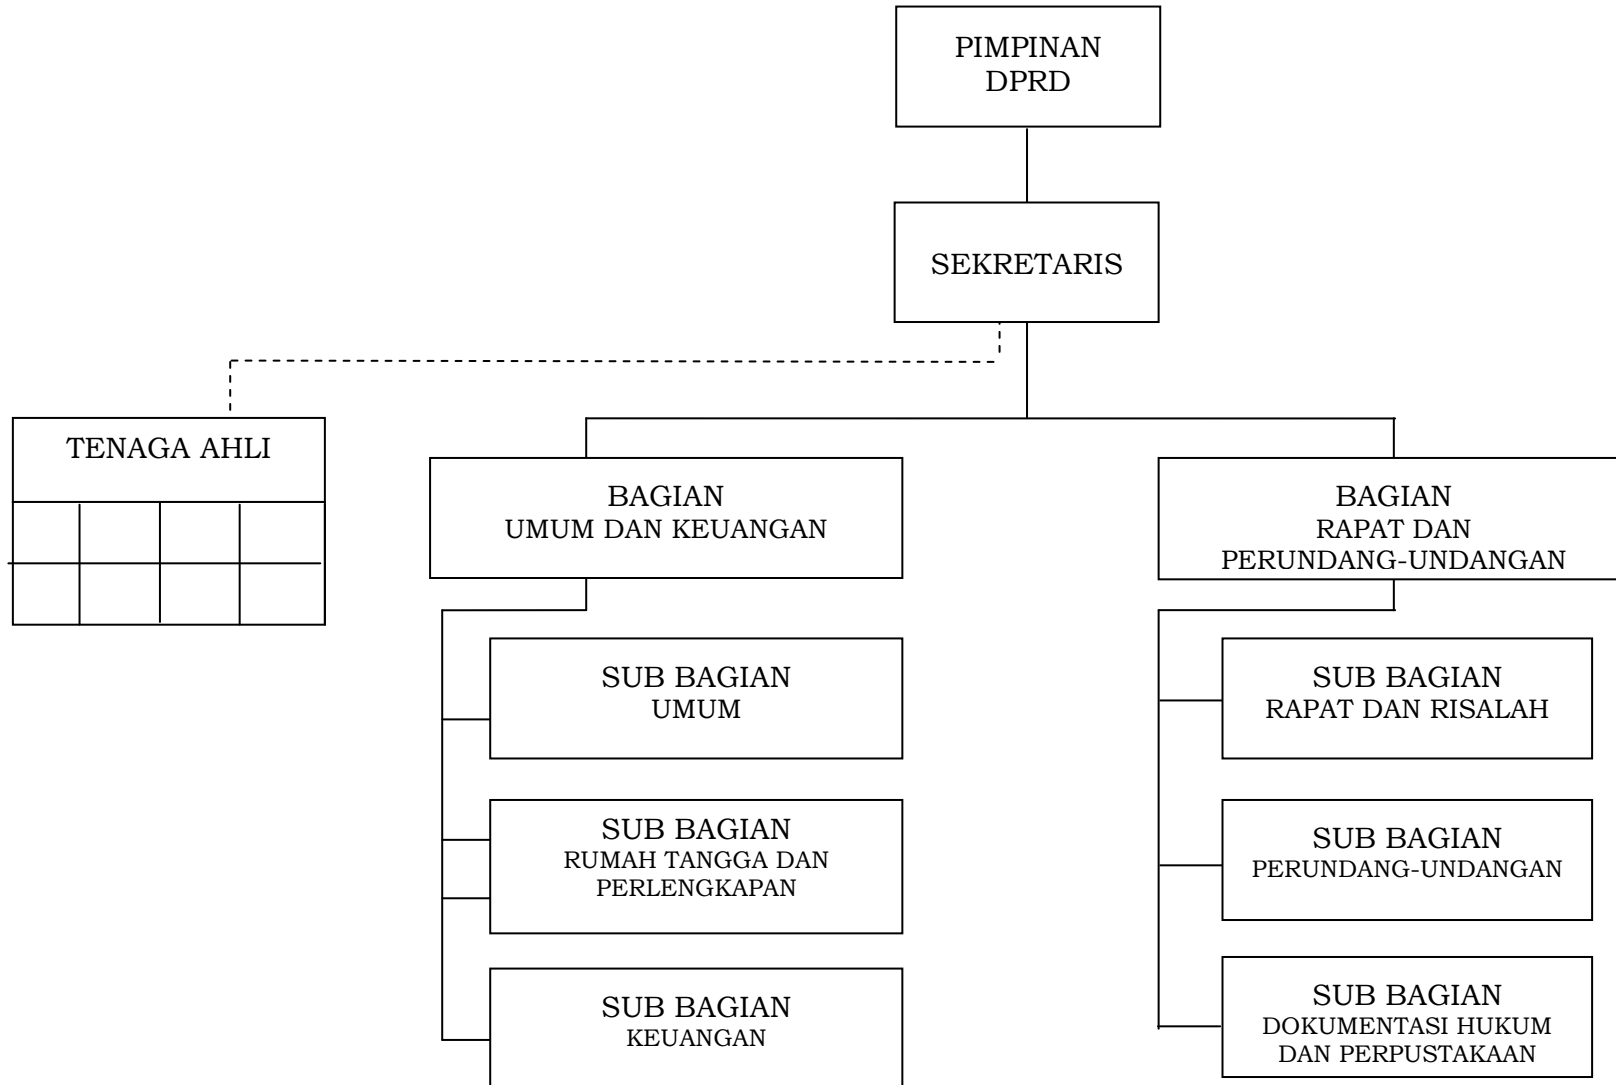 PIMPINAN
DPRD
SEKRETARIS
TENAGA AHLI
BAGIAN
UMUM DAN KEUANGAN
BAGIAN
RAPAT DAN
PERUNDANG-UNDANGAN
SUB BAGIAN
UMUM
SUB BAGIAN
RUMAH TANGGA DAN
PERLENGKAPAN
SUB BAGIAN
KEUANGAN
SUB BAGIAN
RAPAT DAN RISALAH
SUB BAGIAN
PERUNDANG-UNDANGAN
SUB BAGIAN
DOKUMENTASI HUKUM
DAN PERPUSTAKAAN